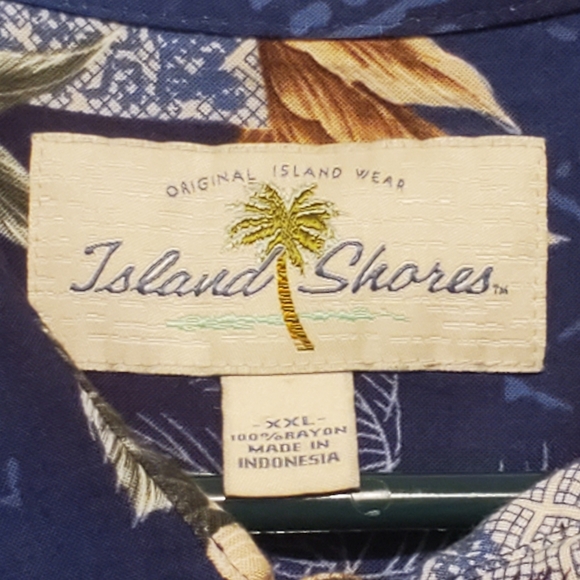 ORIGINAL ISLAND WEAR
Island Shores™
- XXL -
100%RAYON
MADE IN
INDONESIA